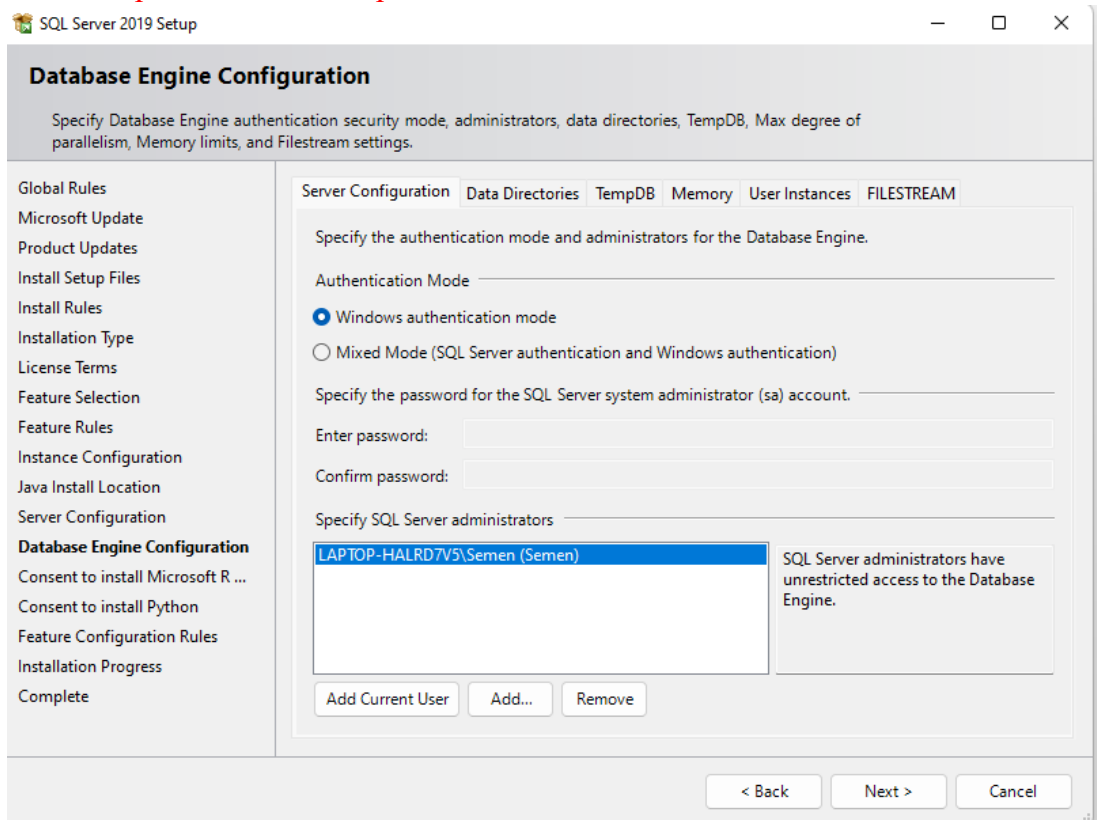 SQL Server 2019 Setup
Database Engine Configuration
Specify Database Engine authentication security mode, administrators, data directories, TempDB, Max degree of
parallelism, Memory limits, and Filestream settings.
Global Rules
Microsoft Update
Product Updates
Install Setup Files
Install Rules
Installation Type
License Terms
Feature Selection
Feature Rules
Instance Configuration
Java Install Location
Server Configuration
Database Engine Configuration
Consent to install Microsoft R ...
Consent to install Python
Feature Configuration Rules
Installation Progress
Complete
Server Configuration Data Directories TempDB Memory User Instances FILESTREAM
Specify the authentication mode and administrators for the Database Engine.
Authentication Mode
Windows authentication mode
Mixed Mode (SQL Server authentication and Windows authentication)
Specify the password for the SQL Server system administrator (sa) account.
Enter password:
Confirm password:
Specify SQL Server administrators
LAPTOP-HALRD7V5\Semen (Semen)
SQL Server administrators have
unrestricted access to the Database
Engine.
Add Current User Add... Remove
< Back Next > Cancel